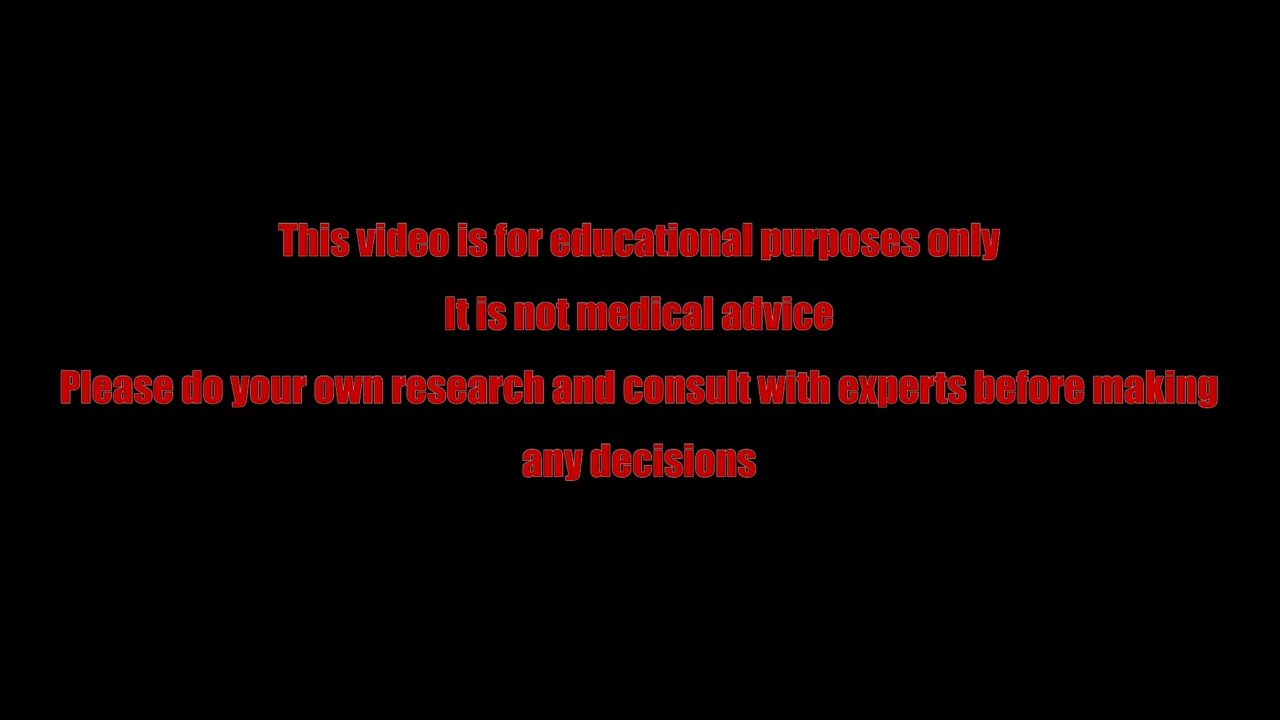 This video is for educational purposes only
It is not medical advice
Please do your own research and consult with experts before making
any decisions